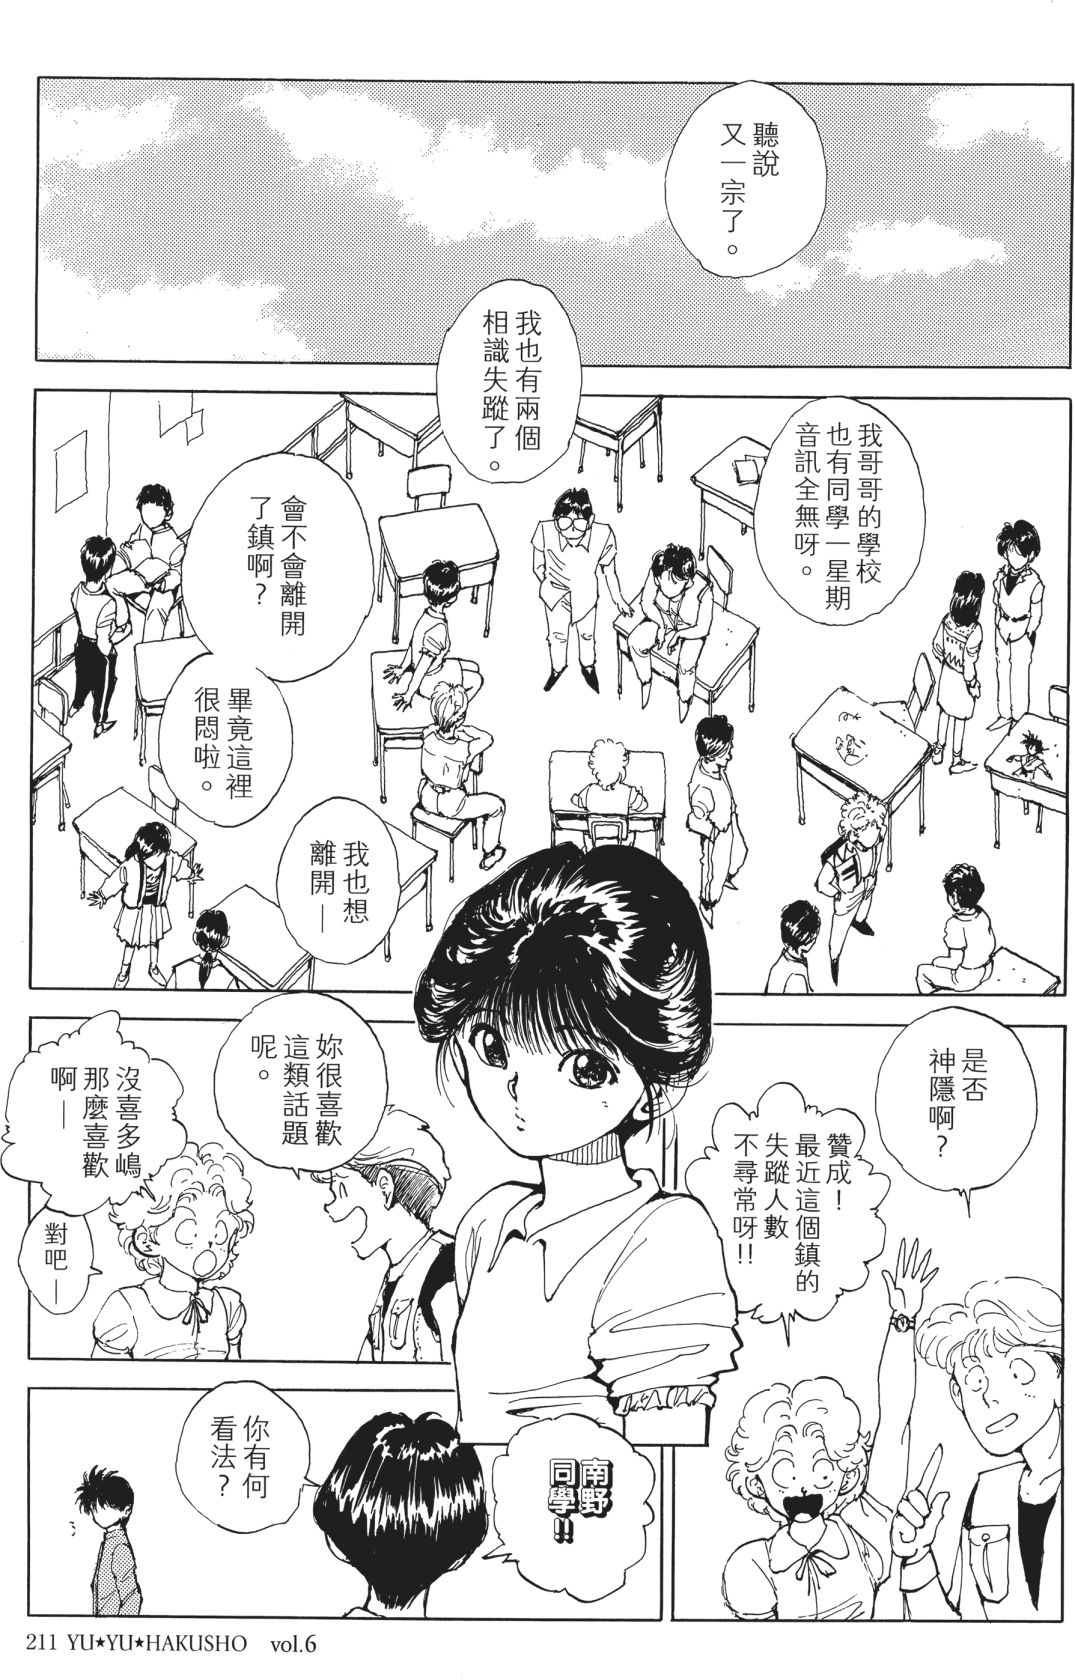 聽說
又一宗了。
我也有兩個
相識失蹤了。
我哥哥的學校
也有同學一星期
音訊全無呀。
會不會離開
了鎮啊?
畢竟這裡
很悶啦。
我也想
離開—
是否
神隱啊?
贊成!
最近這個鎮的
失蹤人數
不尋常呀!!
妳很喜歡
這類話題
呢。
沒喜多嶋
那麼喜歡
啊—
對吧—
南野
同學!!
你有何
看法?
211 YU★YU★HAKUSHO vol.6